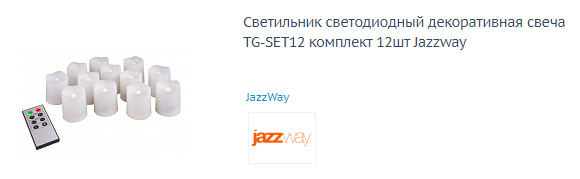 Светильник светодиодный декоративная свеча
TG-SET12 комплект 12шт Jazzway
JazzWay
jazzway